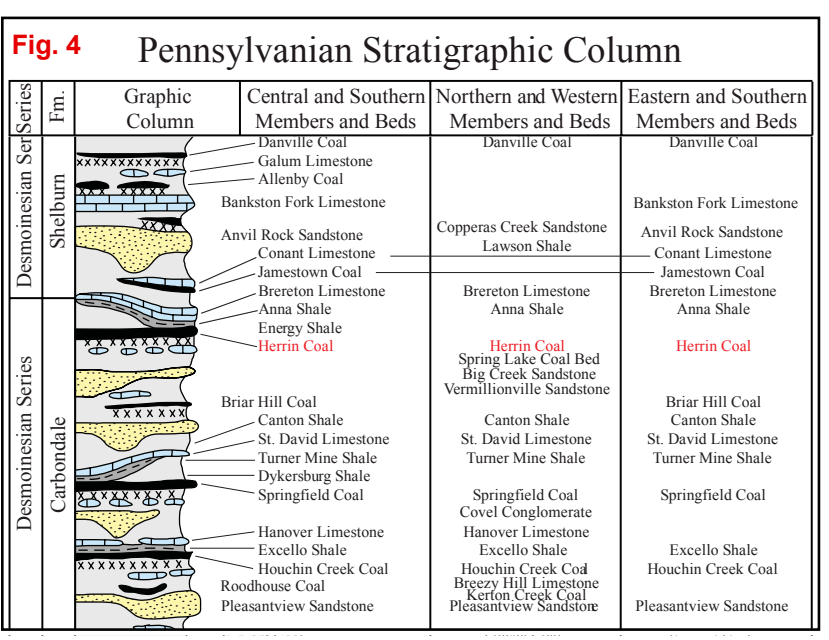 Fig. 4
Pennsylvanian Stratigraphic Column
Series
Fm.
Graphic
Column
Central and Southern
Members and Beds
Northern and Western
Members and Beds
Eastern and Southern
Members and Beds
Desmoinesian Ser
Shelburn
Desmoinesian Series
Carbondale
Danville Coal
Galum Limestone
Allenby Coal
Bankston Fork Limestone
Anvil Rock Sandstone
Conant Limestone
Jamestown Coal
Brereton Limestone
Anna Shale
Energy Shale
Herrin Coal
Briar Hill Coal
Canton Shale
St. David Limestone
Turner Mine Shale
Dykersburg Shale
Springfield Coal
Hanover Limestone
Excello Shale
Houchin Creek Coal
Roodhouse Coal
Pleasantview Sandstone
Danville Coal
Copperas Creek Sandstone
Lawson Shale
Brereton Limestone
Anna Shale
Herrin Coal
Spring Lake Coal Bed
Big Creek Sandstone
Vermillionville Sandstone
Canton Shale
St. David Limestone
Turner Mine Shale
Springfield Coal
Covel Conglomerate
Hanover Limestone
Excello Shale
Houchin Creek Coal
Breezy Hill Limestone
Kerton Creek Coal
Pleasantview Sandstone
Danville Coal
Bankston Fork Limestone
Anvil Rock Sandstone
Conant Limestone
Jamestown Coal
Brereton Limestone
Anna Shale
Herrin Coal
Briar Hill Coal
Canton Shale
St. David Limestone
Turner Mine Shale
Springfield Coal
Excello Shale
Houchin Creek Coal
Pleasantview Sandstone